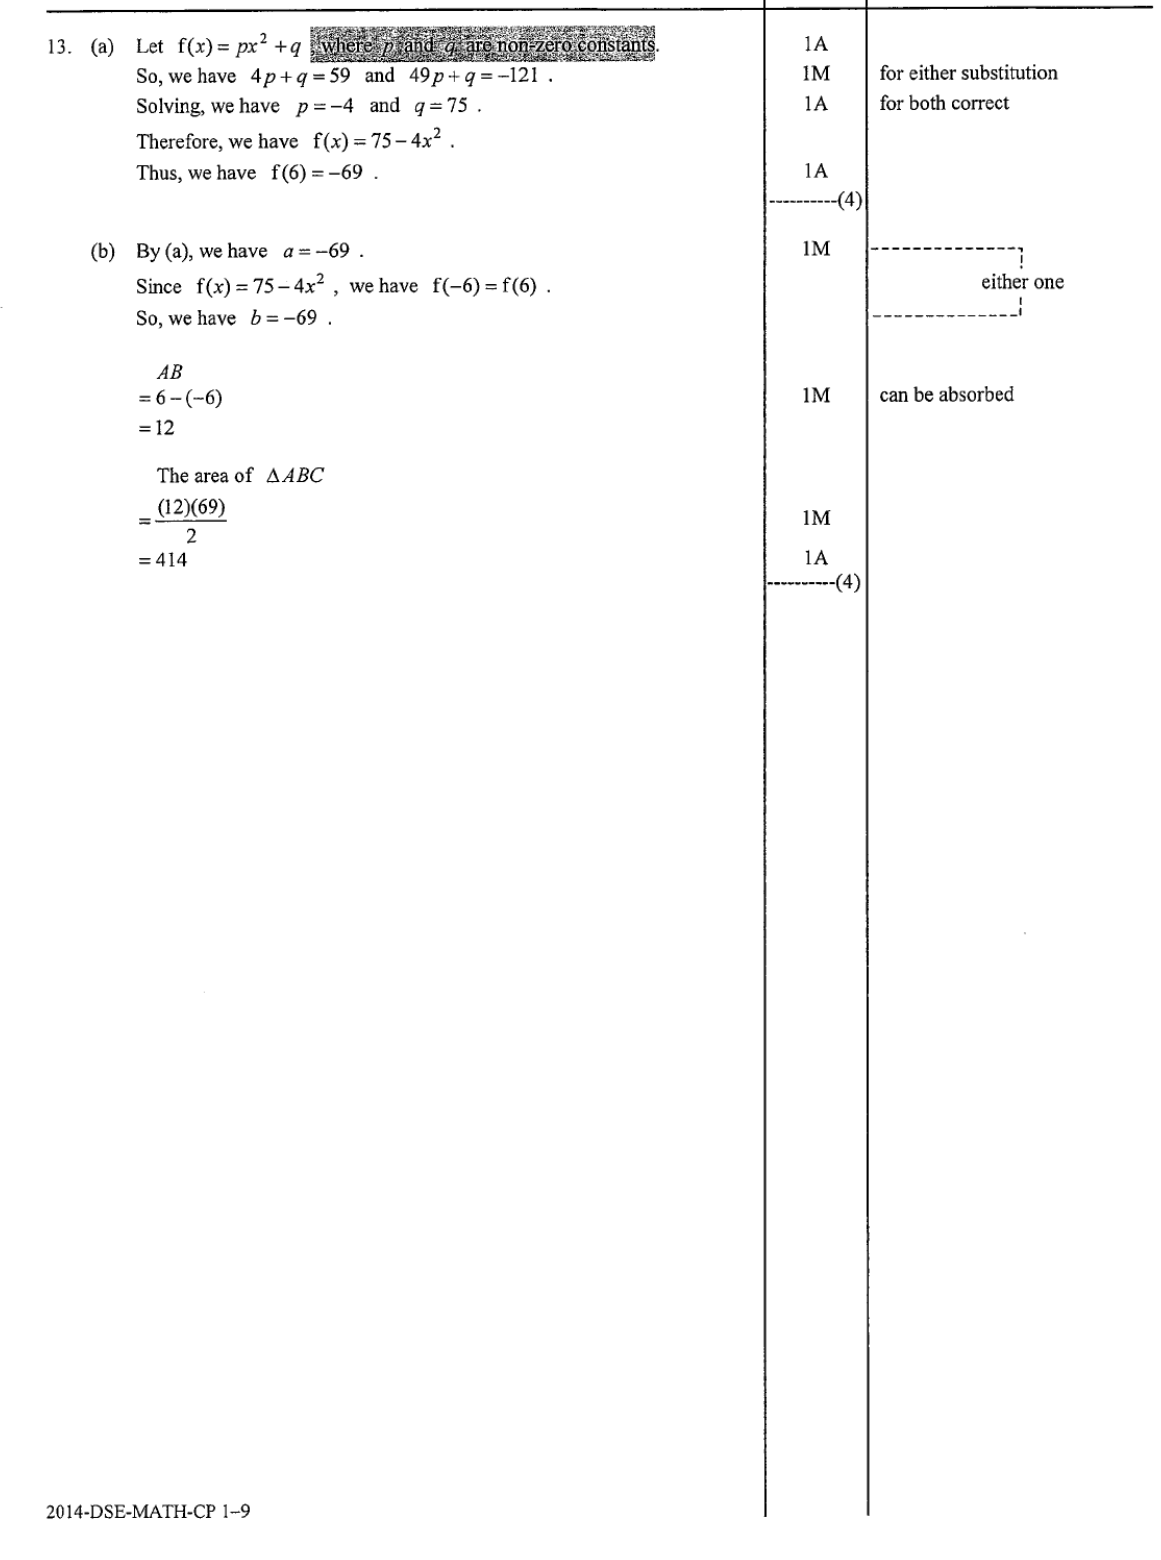 13. (a) Let f(x) = px² + q , where p and q are non-zero constants. 1A
So, we have 4p + q = 59 and 49p + q = −121 . 1M for either substitution
Solving, we have p = −4 and q = 75 . 1A for both correct
Therefore, we have f(x) = 75 − 4x² .
Thus, we have f(6) = −69 . 1A
----------(4)
(b) By (a), we have a = −69 . 1M
Since f(x) = 75 − 4x² , we have f(−6) = f(6) . either one
So, we have b = −69 .
AB
= 6 − (−6) 1M can be absorbed
= 12
The area of ΔABC
= (12)(69) / 2 1M
= 414 1A
----------(4)
2014-DSE-MATH-CP 1–9